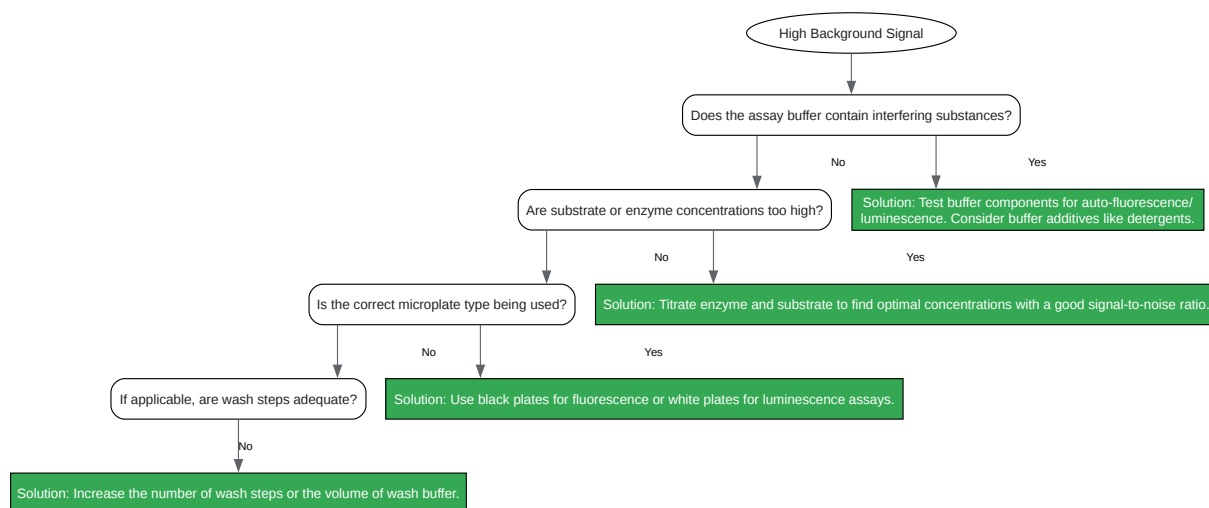 High Background Signal
Does the assay buffer contain interfering substances?
No
Yes
Are substrate or enzyme concentrations too high?
Solution: Test buffer components for auto-fluorescence/
luminescence. Consider buffer additives like detergents.
No
Yes
Is the correct microplate type being used?
Solution: Titrate enzyme and substrate to find optimal concentrations with a good signal-to-noise ratio.
No
Yes
If applicable, are wash steps adequate?
Solution: Use black plates for fluorescence or white plates for luminescence assays.
No
Solution: Increase the number of wash steps or the volume of wash buffer.